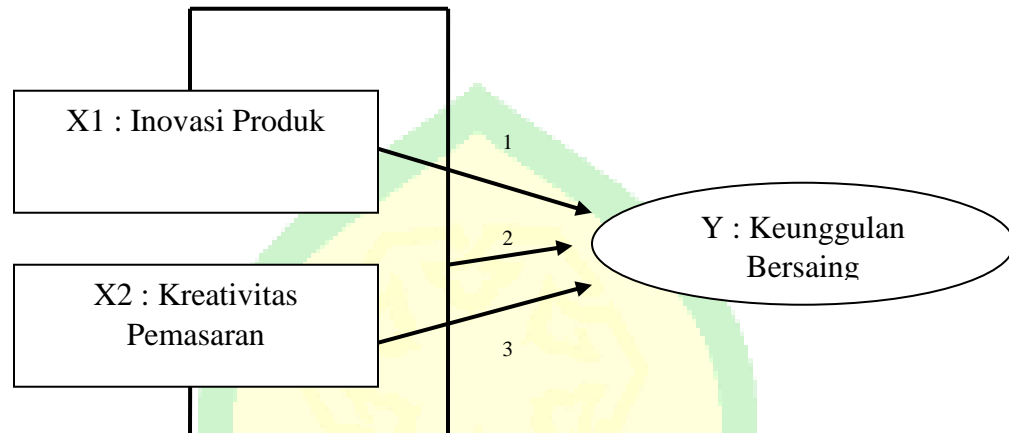 X1 : Inovasi Produk
1
2
Y : Keunggulan
Bersaing
X2 : Kreativitas
Pemasaran
3